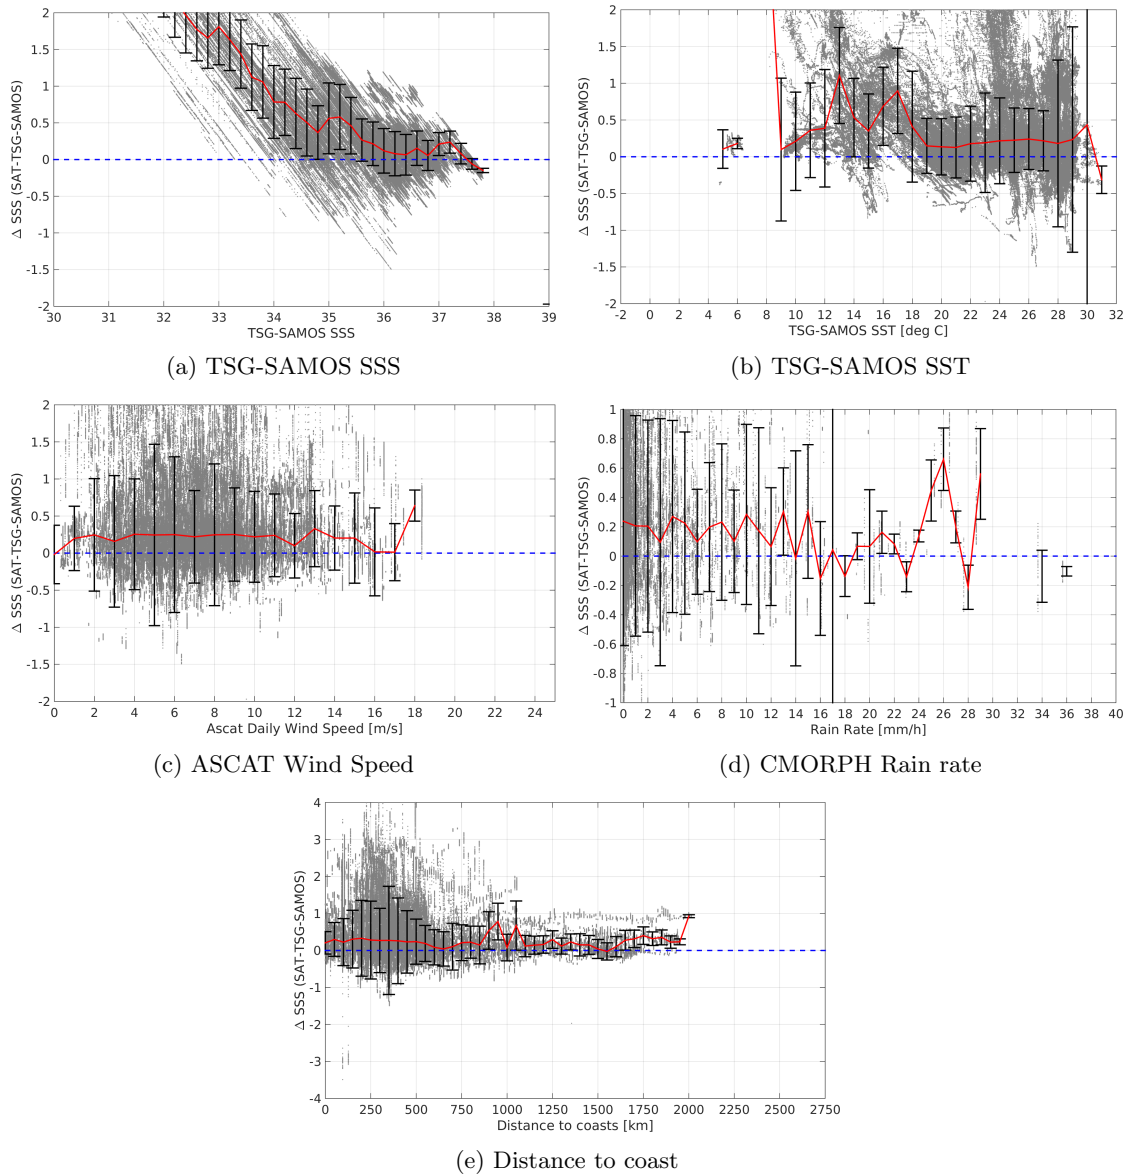 2
1.5
1
0.5
0
-0.5
-1
-1.5
-2
Δ SSS (SAT-TSG-SAMOS)
30 31 32 33 34 35 36 37 38 39
TSG-SAMOS SSS
(a) TSG-SAMOS SSS
2
1.5
1
0.5
0
-0.5
-1
-1.5
-2
Δ SSS (SAT-TSG-SAMOS)
-2 0 2 4 6 8 10 12 14 16 18 20 22 24 26 28 30 32
TSG-SAMOS SST [deg C]
(b) TSG-SAMOS SST
2
1.5
1
0.5
0
-0.5
-1
-1.5
-2
Δ SSS (SAT-TSG-SAMOS)
0 2 4 6 8 10 12 14 16 18 20 22 24
Ascat Daily Wind Speed [m/s]
(c) ASCAT Wind Speed
1
0.8
0.6
0.4
0.2
0
-0.2
-0.4
-0.6
-0.8
-1
Δ SSS (SAT-TSG-SAMOS)
0 2 4 6 8 10 12 14 16 18 20 22 24 26 28 30 32 34 36 38 40
Rain Rate [mm/h]
(d) CMORPH Rain rate
4
3
2
1
0
-1
-2
-3
-4
Δ SSS (SAT-TSG-SAMOS)
0 250 500 750 1000 1250 1500 1750 2000 2250 2500 2750
Distance to coasts [km]
(e) Distance to coast